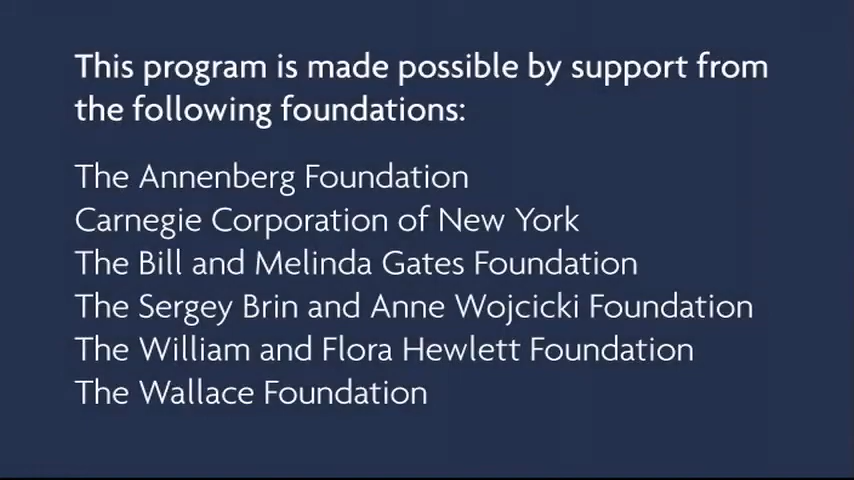 This program is made possible by support from
the following foundations:
The Annenberg Foundation
Carnegie Corporation of New York
The Bill and Melinda Gates Foundation
The Sergey Brin and Anne Wojcicki Foundation
The William and Flora Hewlett Foundation
The Wallace Foundation